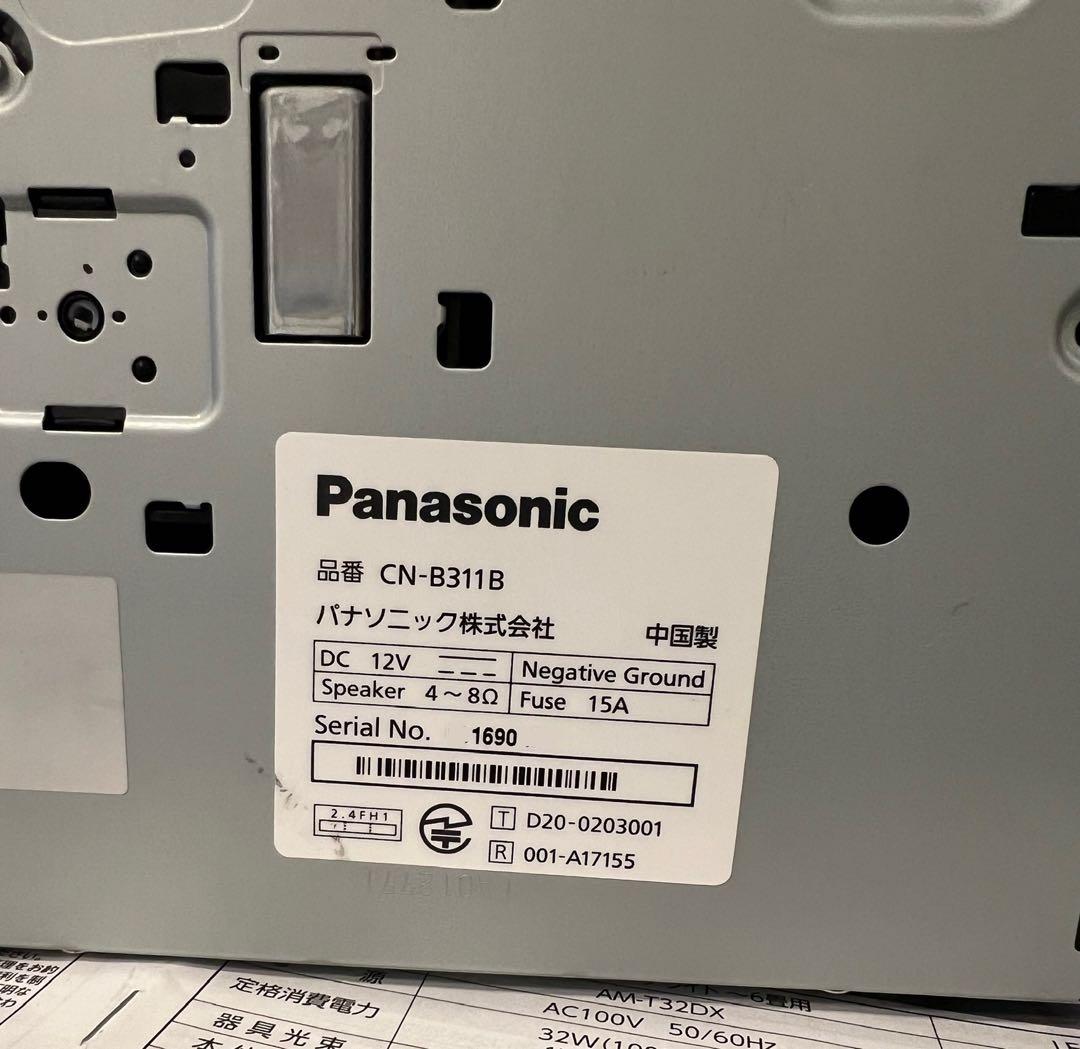 Panasonic
品番 CN-B311B
パナソニック株式会社 中国製
DC 12V Negative Ground
Speaker 4～8Ω Fuse 15A
Serial No. 1690
2.4FH1
T D20-0203001
R 001-A17155
源
AM-T32DX
定格消費電力
AC100V 50/60Hz
器具光束